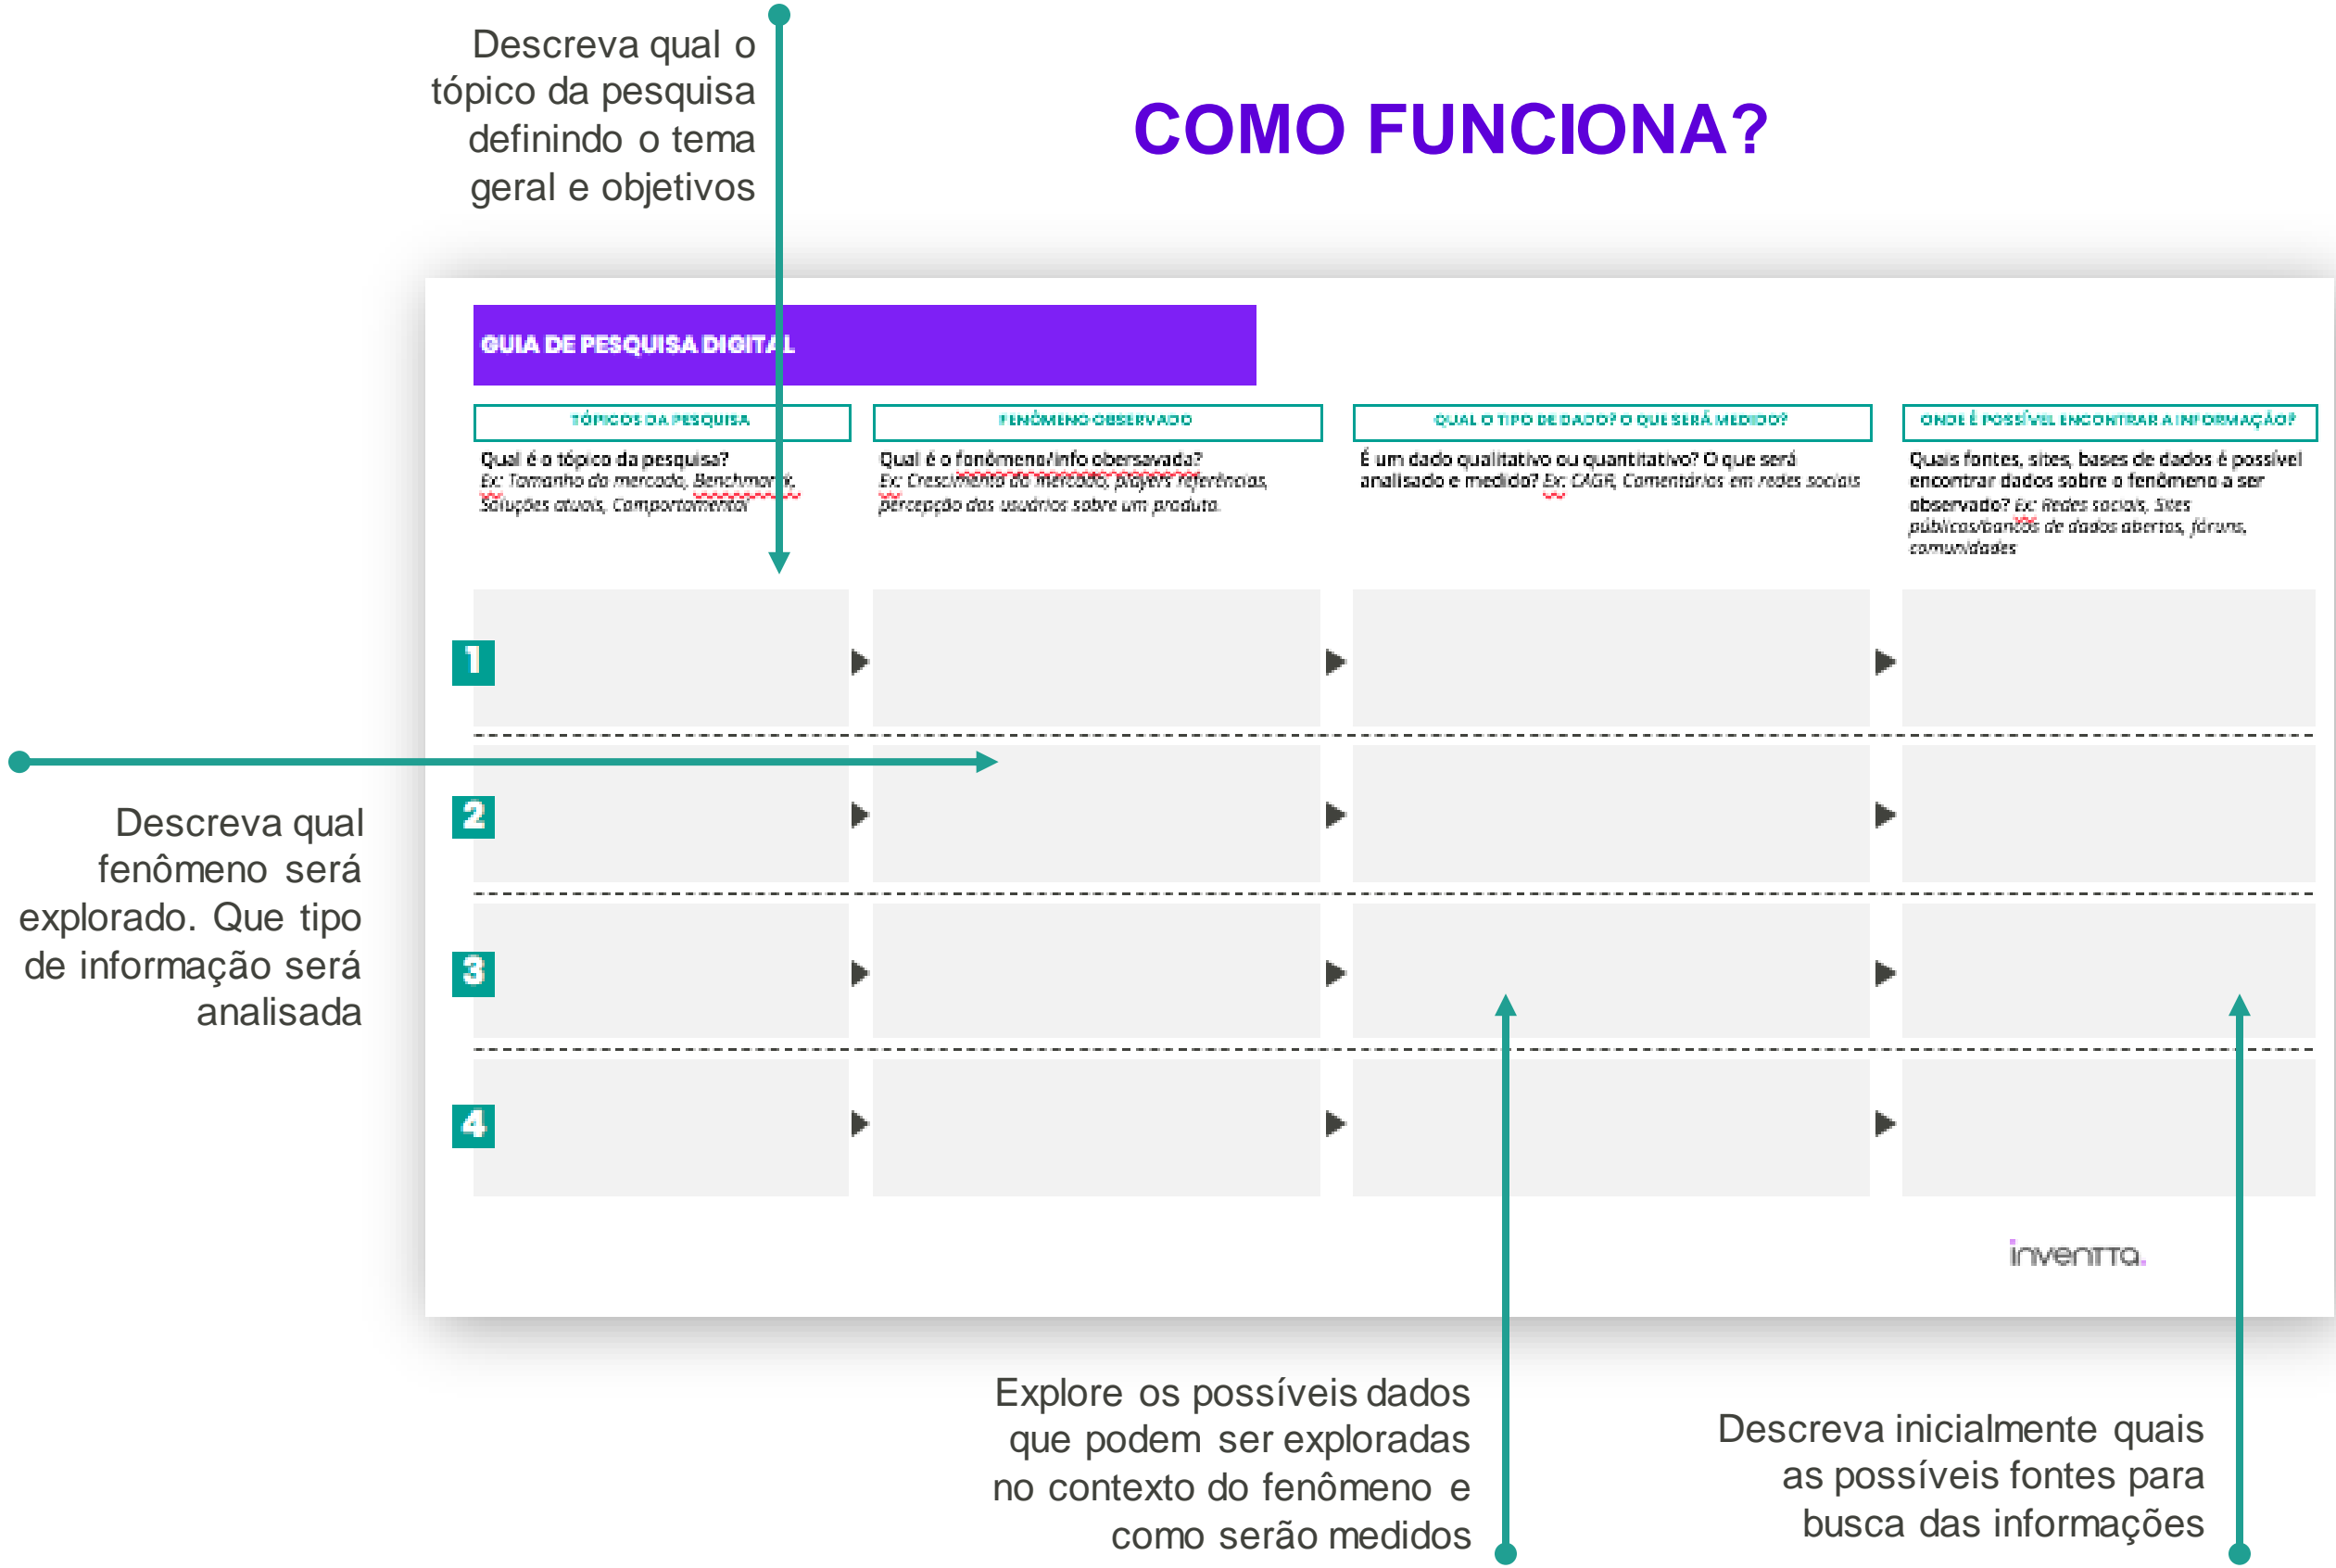 Descreva qual o
tópico da pesquisa
definindo o tema
geral e objetivos
COMO FUNCIONA?
GUIA DE PESQUISA DIGITAL
TÓPICOS DA PESQUISA
FENÔMENO OBSERVADO
QUAL O TIPO DE DADO? O QUE SERÁ MEDIDO?
ONDE É POSSÍVEL ENCONTRAR A INFORMAÇÃO?
Qual é o tópico da pesquisa?
Ex: Tamanho do mercado, Benchmark,
Soluções atuais, Comportamental
Qual é o fonômeno/info obersavada?
Ex: Crescimento do mercado, players referências,
percepção dos usuários sobre um produto.
É um dado qualitativo ou quantitativo? O que será
analisado e medido? Ex: CAGR, Comentários em redes sociais
Quais fontes, sites, bases de dados é possível
encontrar dados sobre o fenômeno a ser
observado? Ex: Redes sociais, Sites
públicos/bancos de dados abertos, fóruns,
comunidades
1
2
3
4
Descreva qual
fenômeno será
explorado. Que tipo
de informação será
analisada
inventta.
Explore os possíveis dados
que podem ser exploradas
no contexto do fenômeno e
como serão medidos
Descreva inicialmente quais
as possíveis fontes para
busca das informações